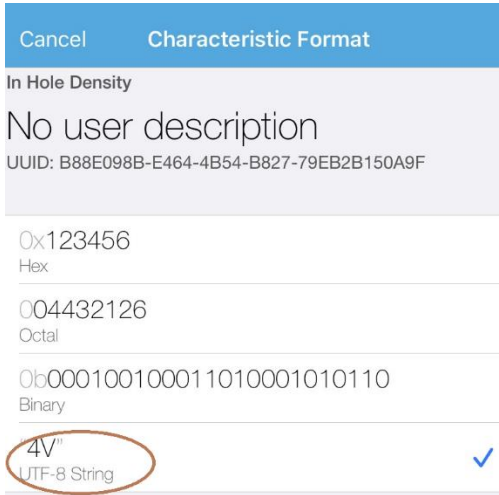 Cancel Characteristic Format
In Hole Density
No user description
UUID: B88E098B-E464-4B54-B827-79EB2B150A9F
0x123456
Hex
004432126
Octal
0b000100100011010001010110
Binary
"4V"
UTF-8 String